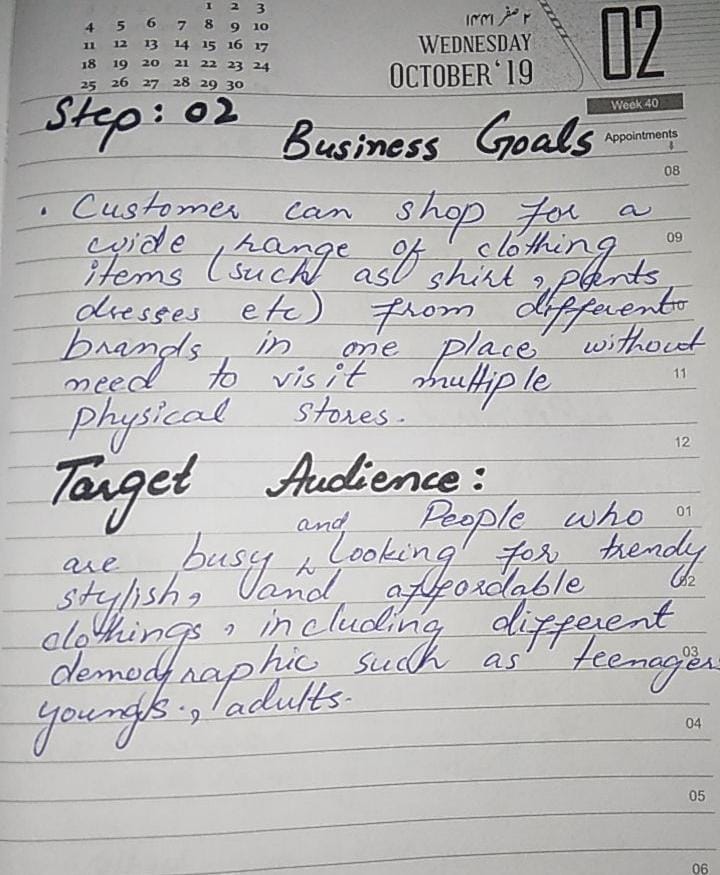 1 2 3
4 5 6 7 8 9 10
11 12 13 14 15 16 17
18 19 20 21 22 23 24
25 26 27 28 29 30
٢ صفر ١٤٤١
WEDNESDAY
OCTOBER'19
02
Week 40
Appointments
Step: 02
Business Goals
08
• Customer can shop for a
wide range of clothing
09
items (such as shirt, pants
dresses etc) from different
brands in one place without
need to visit multiple
11
physical stores.
12
Target Audience:
People who
01
are busy and looking for trendy
stylish, and affordable
02
clothings, including different
demographic such as teenagers
03
youngs., adults.
04
05
06